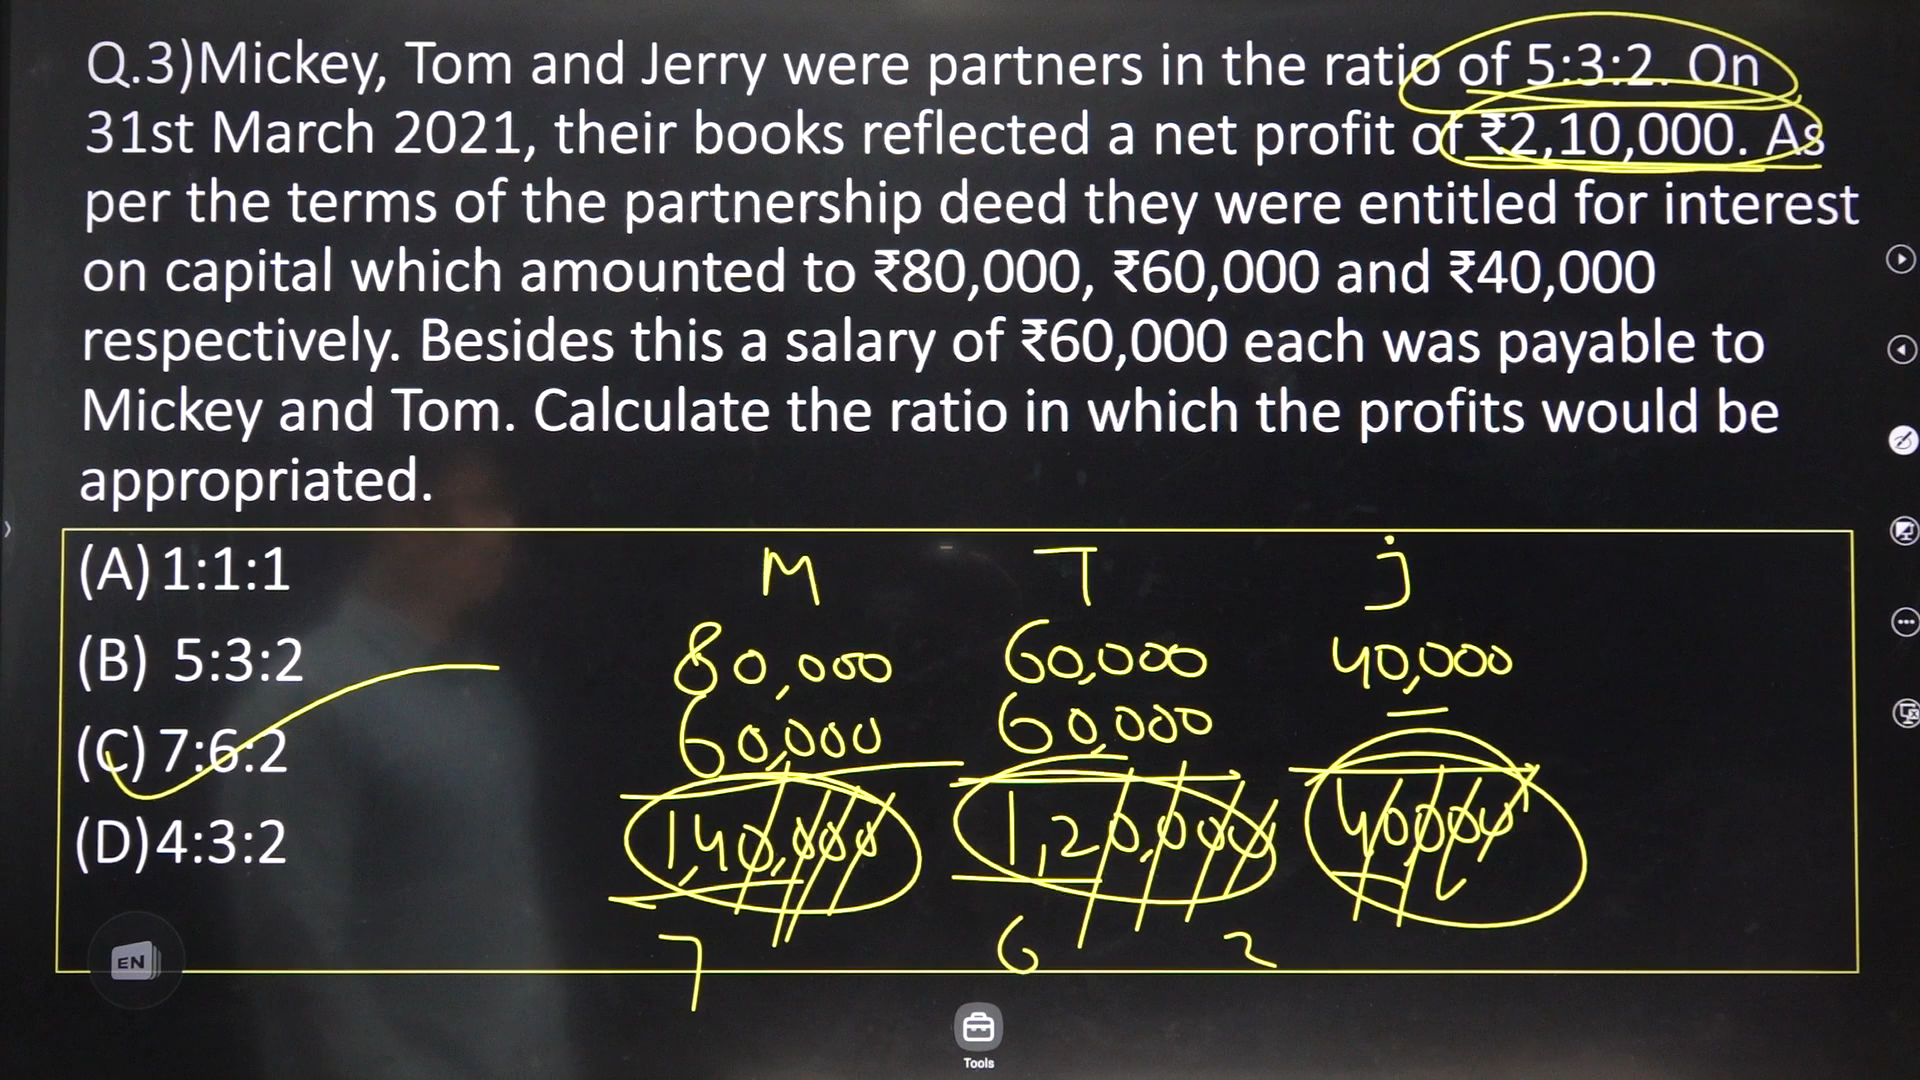 Q.3)Mickey, Tom and Jerry were partners in the ratio of 5:3:2. On
31st March 2021, their books reflected a net profit of ₹2,10,000. As
per the terms of the partnership deed they were entitled for interest
on capital which amounted to ₹80,000, ₹60,000 and ₹40,000
respectively. Besides this a salary of ₹60,000 each was payable to
Mickey and Tom. Calculate the ratio in which the profits would be
appropriated.
(A) 1:1:1
(B) 5:3:2
(C) 7:6:2
(D) 4:3:2
M T J
80,000 60,000 40,000
60,000 60,000 —
1,40,000 1,20,000 40,000
7 6 2
EN
Tools